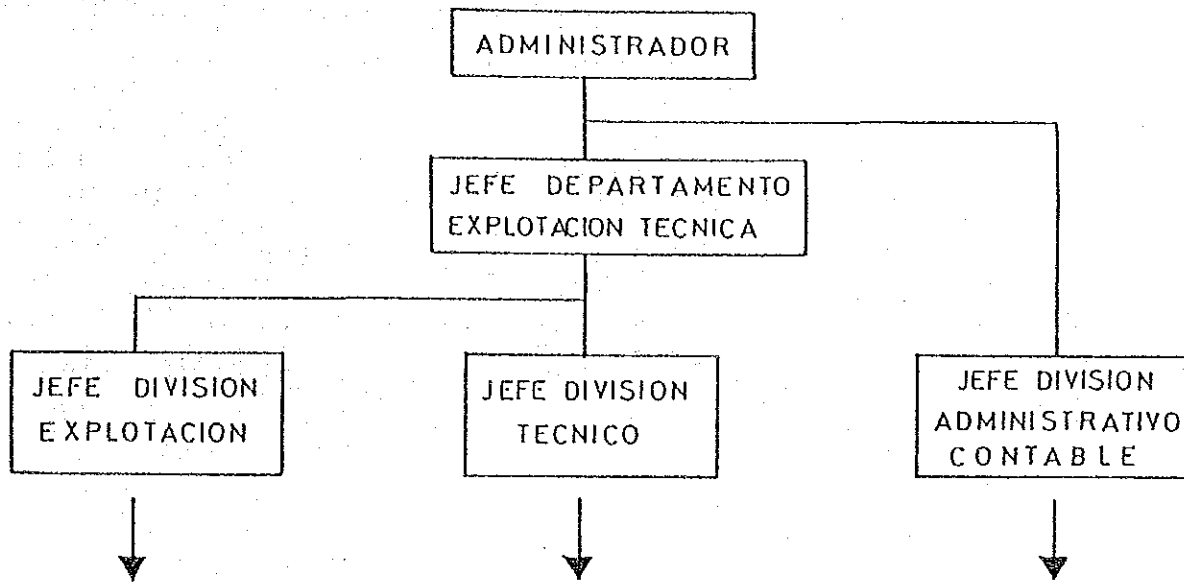 ADMINISTRADOR
JEFE DEPARTAMENTO
EXPLOTACION TECNICA
JEFE DIVISION
EXPLOTACION
JEFE DIVISION
TECNICO
JEFE DIVISION
ADMINISTRATIVO
CONTABLE